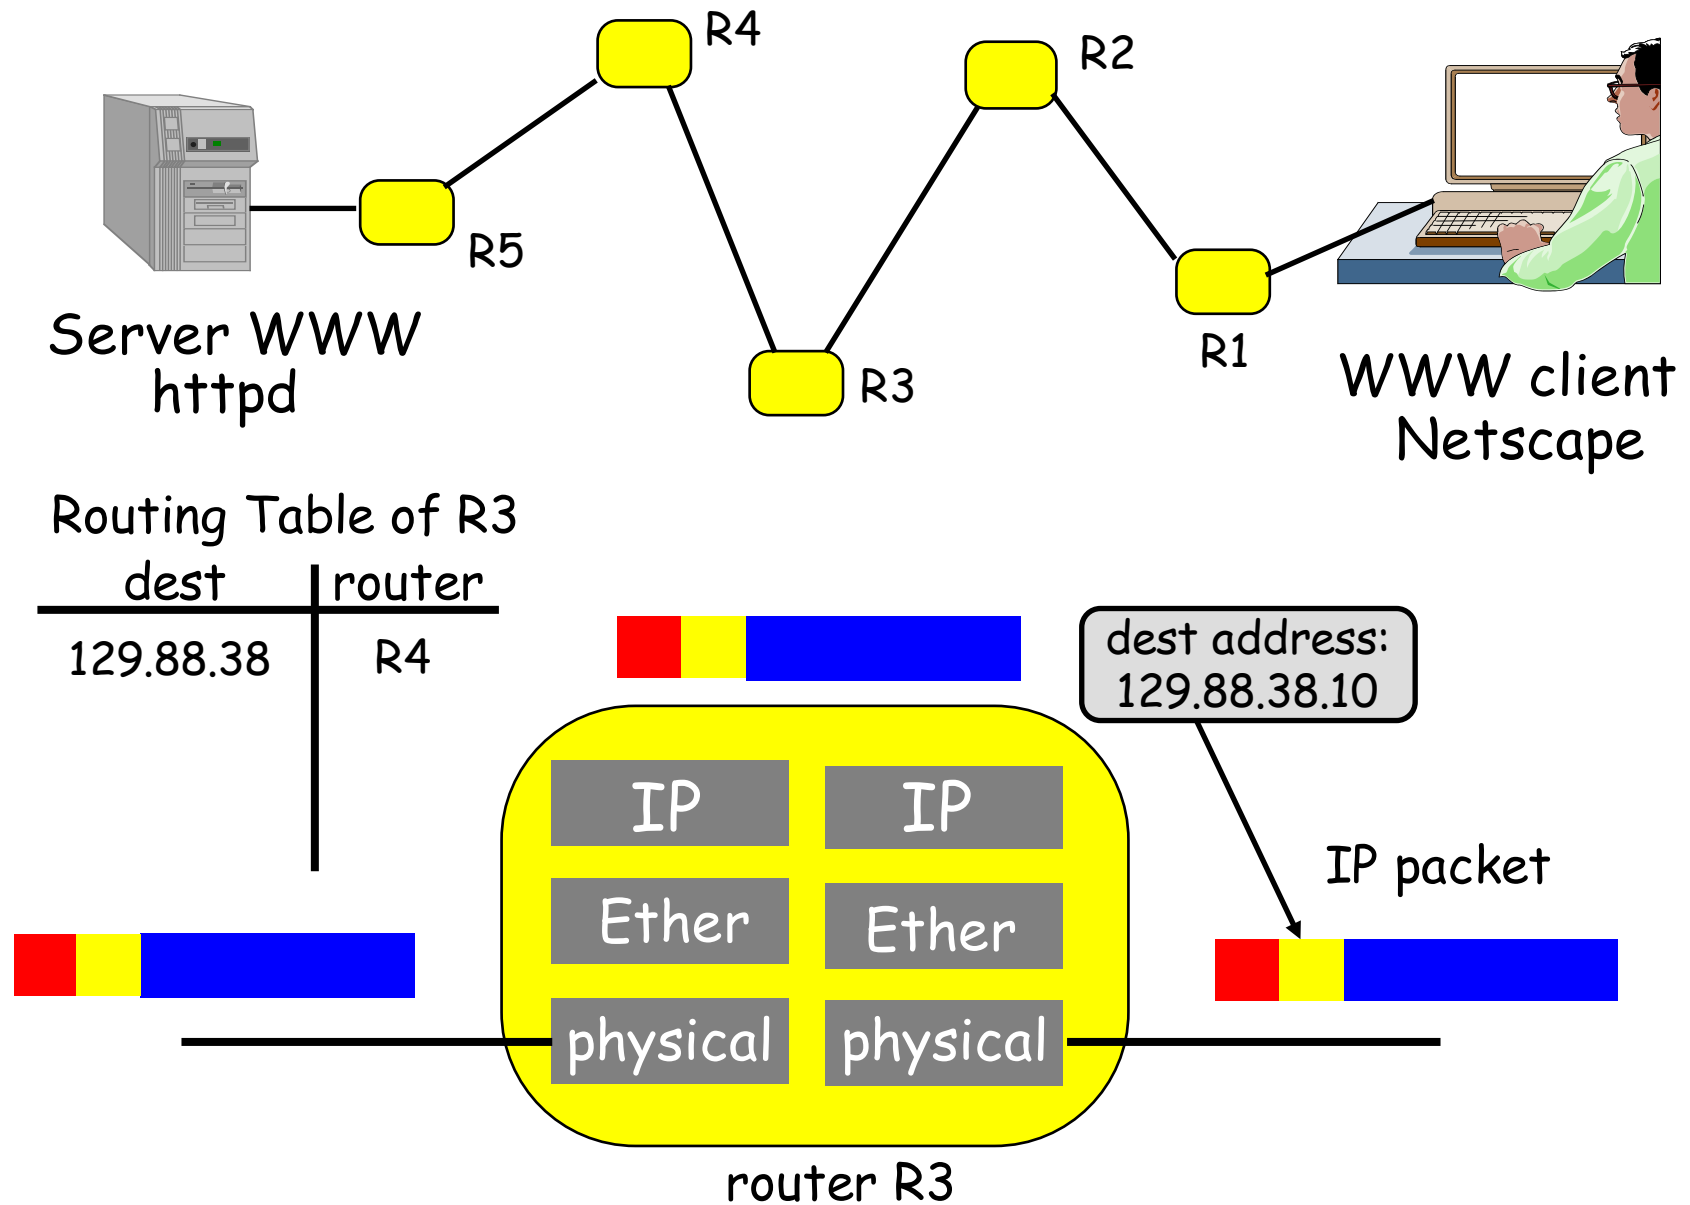 R4
R2
R5
Server WWW
httpd
R3
R1
WWW client
Netscape
Routing Table of R3
dest router
129.88.38 R4
dest address:
129.88.38.10
IP IP
IP packet
Ether Ether
physical physical
router R3